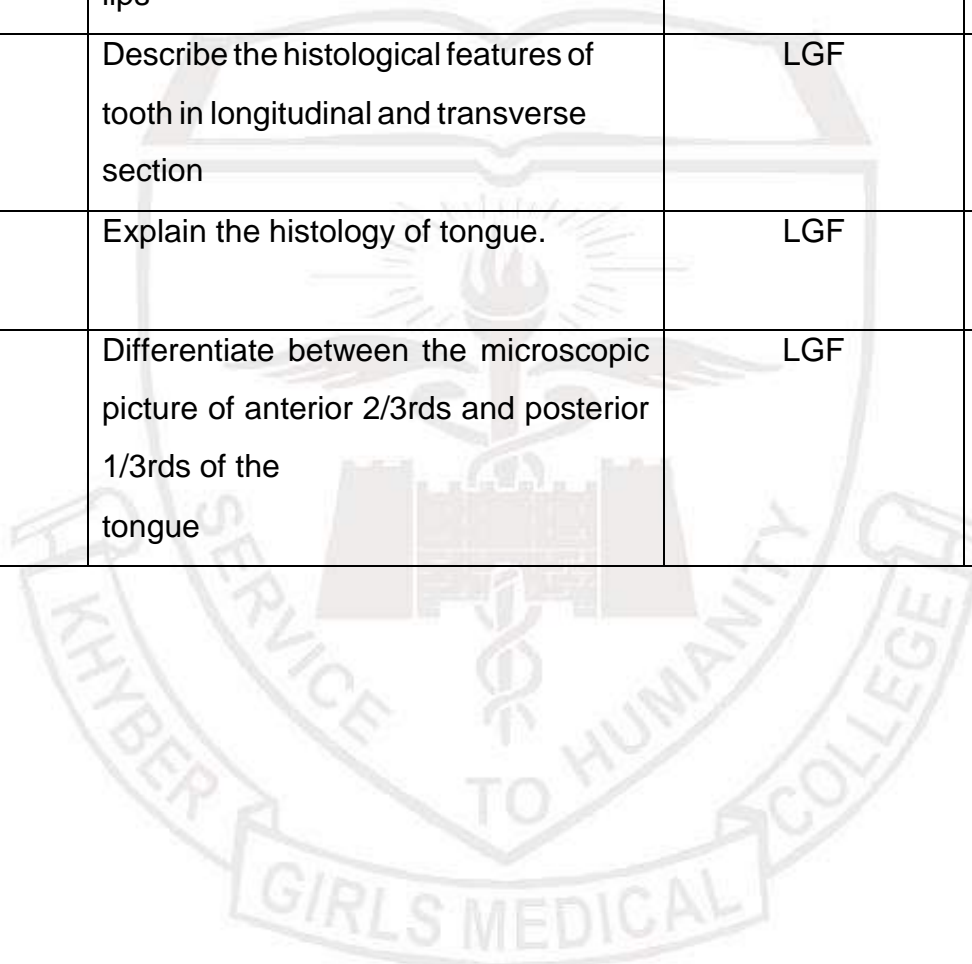 lips
Describe the histological features of LGF
tooth in longitudinal and transverse
section
Explain the histology of tongue. LGF
Differentiate between the microscopic LGF
picture of anterior 2/3rds and posterior
1/3rds of the
tongue
SERVICE TO HUMANITY
KHYBER GIRLS MEDICAL COLLEGE